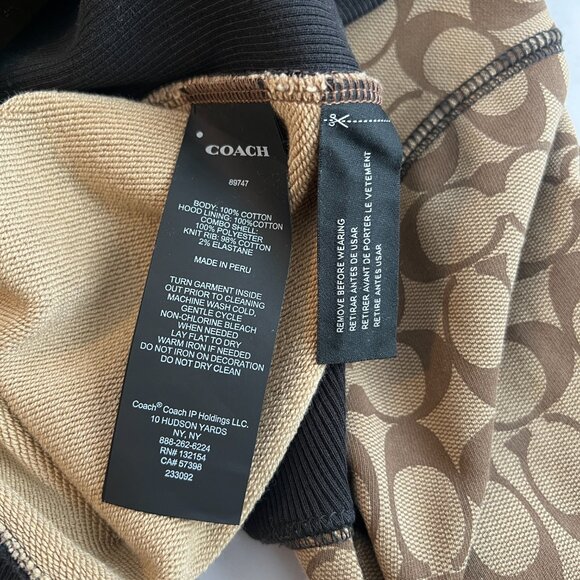 COACH
89747
BODY: 100% COTTON
HOOD LINING: 100%COTTON
COMBO SHELL:
100% POLYESTER
KNIT RIB: 98% COTTON
2% ELASTANE
MADE IN PERU
TURN GARMENT INSIDE
OUT PRIOR TO CLEANING
MACHINE WASH COLD
GENTLE CYCLE
NON-CHLORINE BLEACH
WHEN NEEDED
LAY FLAT TO DRY
WARM IRON IF NEEDED
DO NOT IRON ON DECORATION
DO NOT DRY CLEAN
Coach® Coach IP Holdings LLC.
10 HUDSON YARDS
NY, NY
888-262-6224
RN# 132154
CA# 57398
233092
REMOVE BEFORE WEARING
RETIRAR ANTES DE USAR
RETIRER AVANT DE PORTER LE VETEMENT
RETIRE ANTES USAR